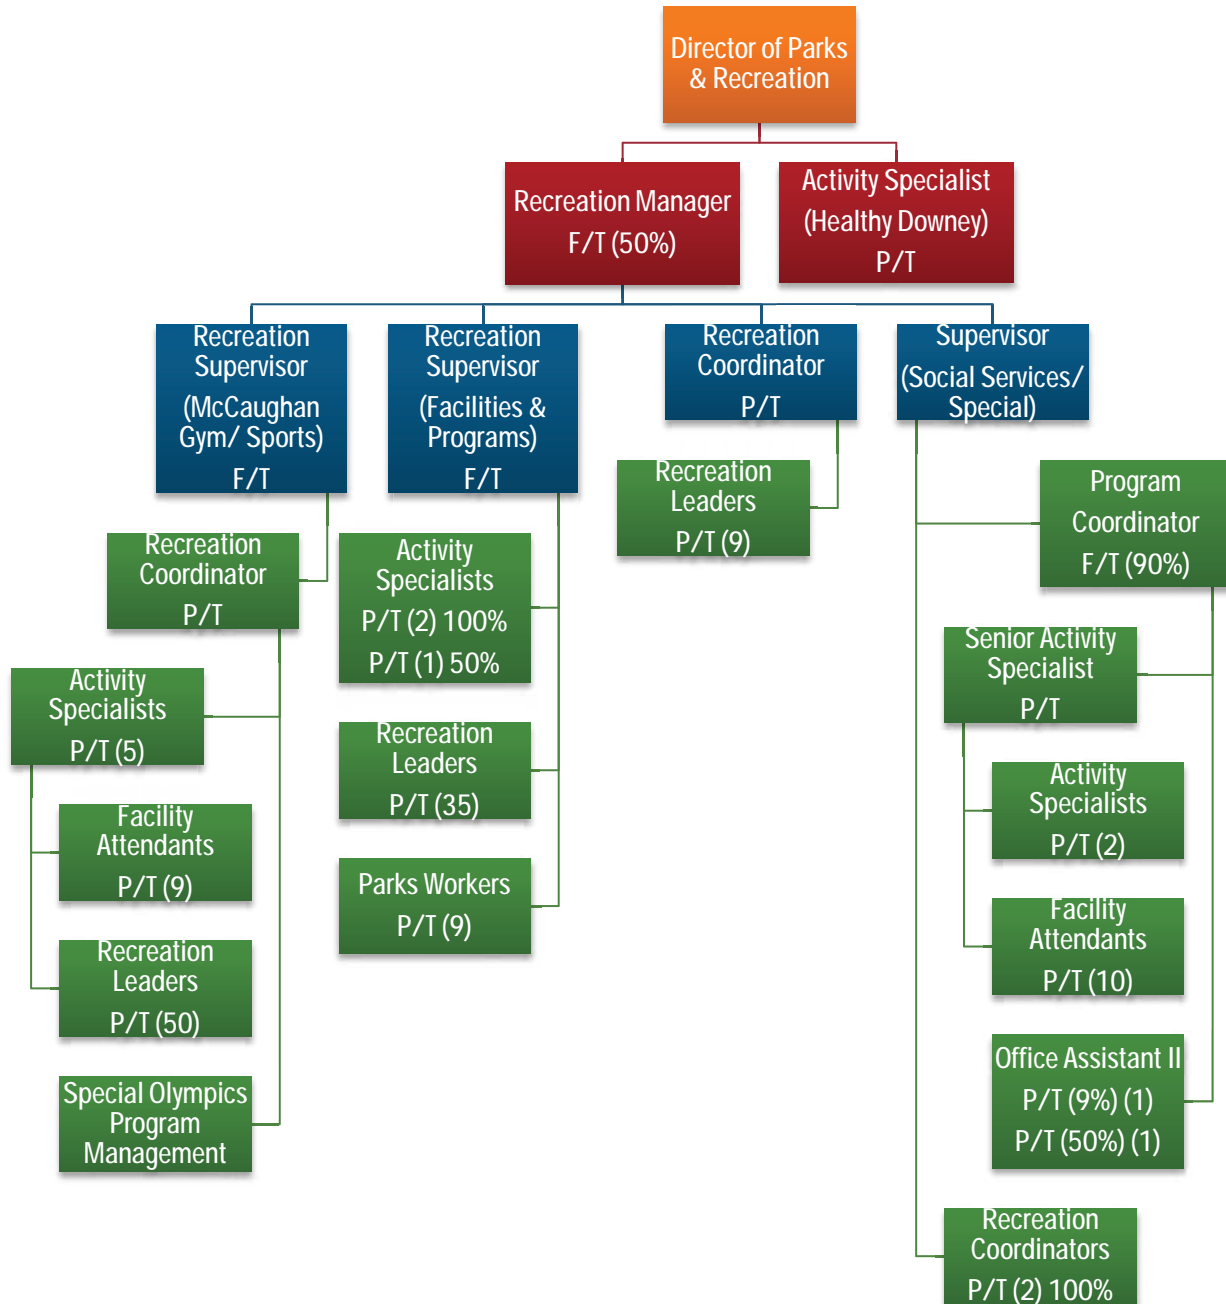 Director of Parks
& Recreation
Recreation Manager
F/T (50%)
Activity Specialist
(Healthy Downey)
P/T
Recreation
Supervisor
(McCaughan
Gym/ Sports)
F/T
Recreation
Supervisor
(Facilities &
Programs)
F/T
Recreation
Coordinator
P/T
Supervisor
(Social Services/
Special)
Recreation
Coordinator
P/T
Activity
Specialists
P/T (5)
Facility
Attendants
P/T (9)
Recreation
Leaders
P/T (50)
Special Olympics
Program
Management
Activity
Specialists
P/T (2) 100%
P/T (1) 50%
Recreation
Leaders
P/T (35)
Parks Workers
P/T (9)
Recreation
Leaders
P/T (9)
Program
Coordinator
F/T (90%)
Senior Activity
Specialist
P/T
Activity
Specialists
P/T (2)
Facility
Attendants
P/T (10)
Office Assistant II
P/T (9%) (1)
P/T (50%) (1)
Recreation
Coordinators
P/T (2) 100%